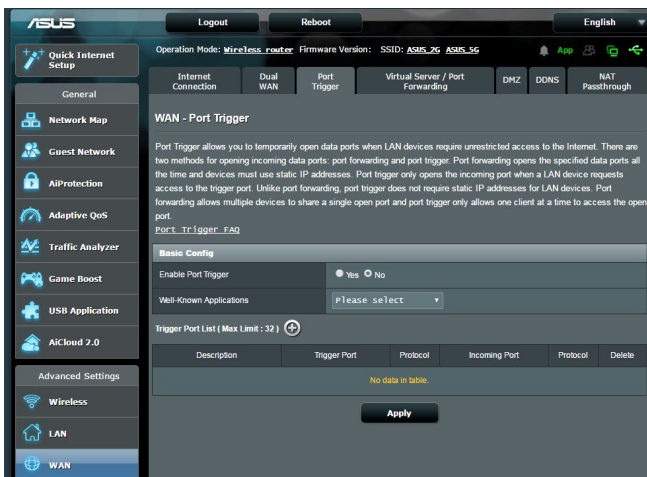 ASUS
Logout
Reboot
English
Quick Internet
Setup
Operation Mode: Wireless router Firmware Version: SSID: ASUS_2G ASUS_5G
App
General
Network Map
Guest Network
AiProtection
Adaptive QoS
Traffic Analyzer
Game Boost
USB Application
AiCloud 2.0
Advanced Settings
Wireless
LAN
WAN
Internet
Connection
Dual
WAN
Port
Trigger
Virtual Server / Port
Forwarding
DMZ
DDNS
NAT
Passthrough
WAN - Port Trigger
Port Trigger allows you to temporarily open data ports when LAN devices require unrestricted access to the Internet. There are
two methods for opening incoming data ports: port forwarding and port trigger. Port forwarding opens the specified data ports all
the time and devices must use static IP addresses. Port trigger only opens the incoming port when a LAN device requests
access to the trigger port. Unlike port forwarding, port trigger does not require static IP addresses for LAN devices. Port
forwarding allows multiple devices to share a single open port and port trigger only allows one client at a time to access the open
port.
Port Trigger FAQ
Basic Config
Enable Port Trigger
Yes No
Well-Known Applications
Please select
Trigger Port List ( Max Limit : 32 )
Description Trigger Port Protocol Incoming Port Protocol Delete
No data in table.
Apply